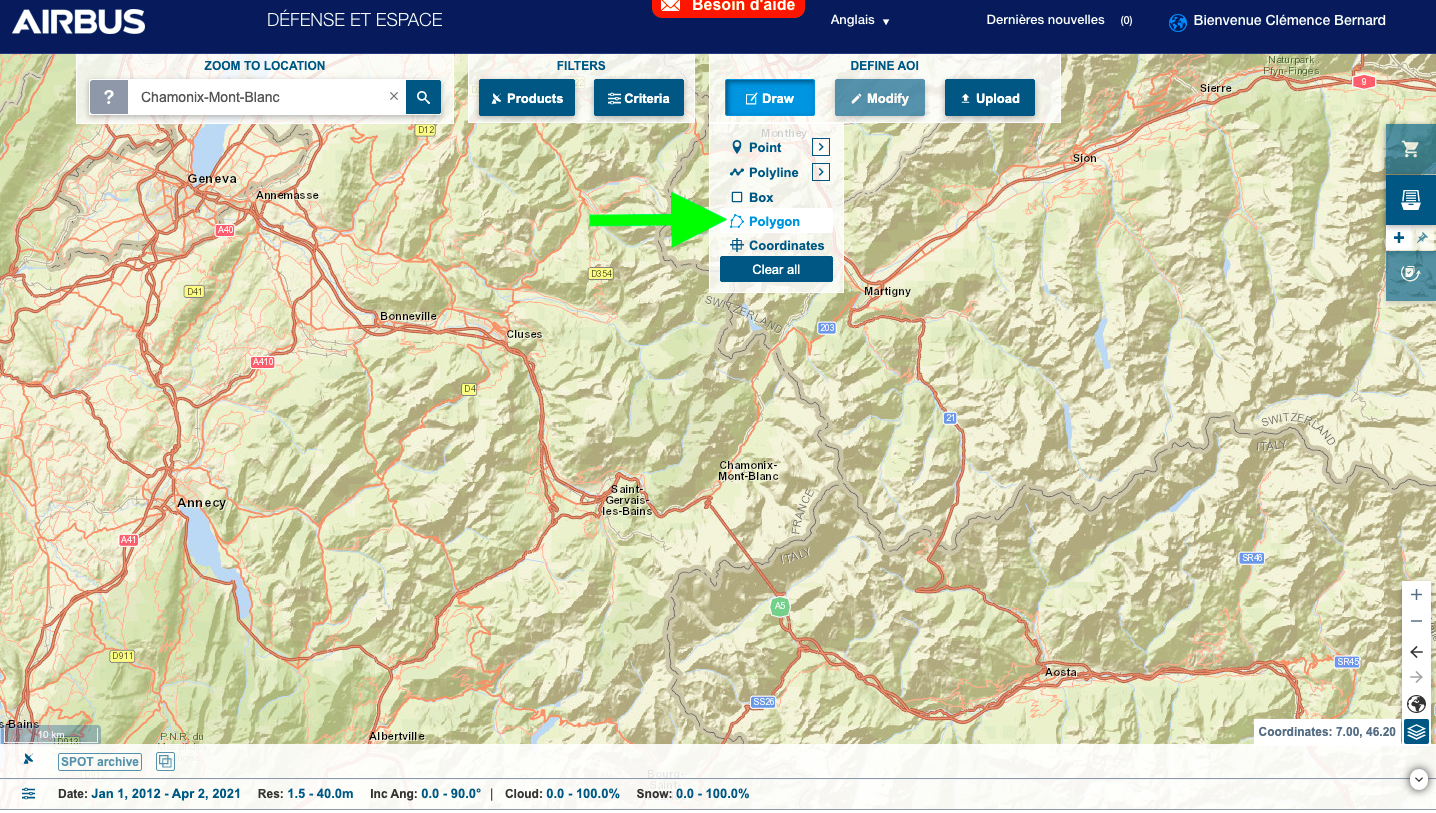 AIRBUS
DÉFENSE ET ESPACE
Besoin d'aide
Anglais
Dernières nouvelles (0)
Bienvenue Clémence Bernard
ZOOM TO LOCATION
FILTERS
DEFINE AOI
?
Chamonix-Mont-Blanc
×
Products
Criteria
Draw
Modify
Upload
Monthey
Point
Polyline
Box
Polygon
Coordinates
Clear all
Naturpark
Pfyn-Finges
9
Sierre
D12
Sion
Geneva
Annemasse
A40
D354
D41
Martigny
SWITZERLAND
Bonneville
203
Cluses
A410
D4
21
SWITZERLAND
ITALY
Chamonix-
Mont-Blanc
Saint-
Gervais-
les-Bains
FRANCE
ITALY
Annecy
A41
SR46
A5
D911
SR45
Aosta
SS26
s-Bains
10 km
P.N.R. du
Albertville
Coordinates: 7.00, 46.20
SPOT archive
Date: Jan 1, 2012 - Apr 2, 2021 Res: 1.5 - 40.0m Inc Ang: 0.0 - 90.0° | Cloud: 0.0 - 100.0% Snow: 0.0 - 100.0%